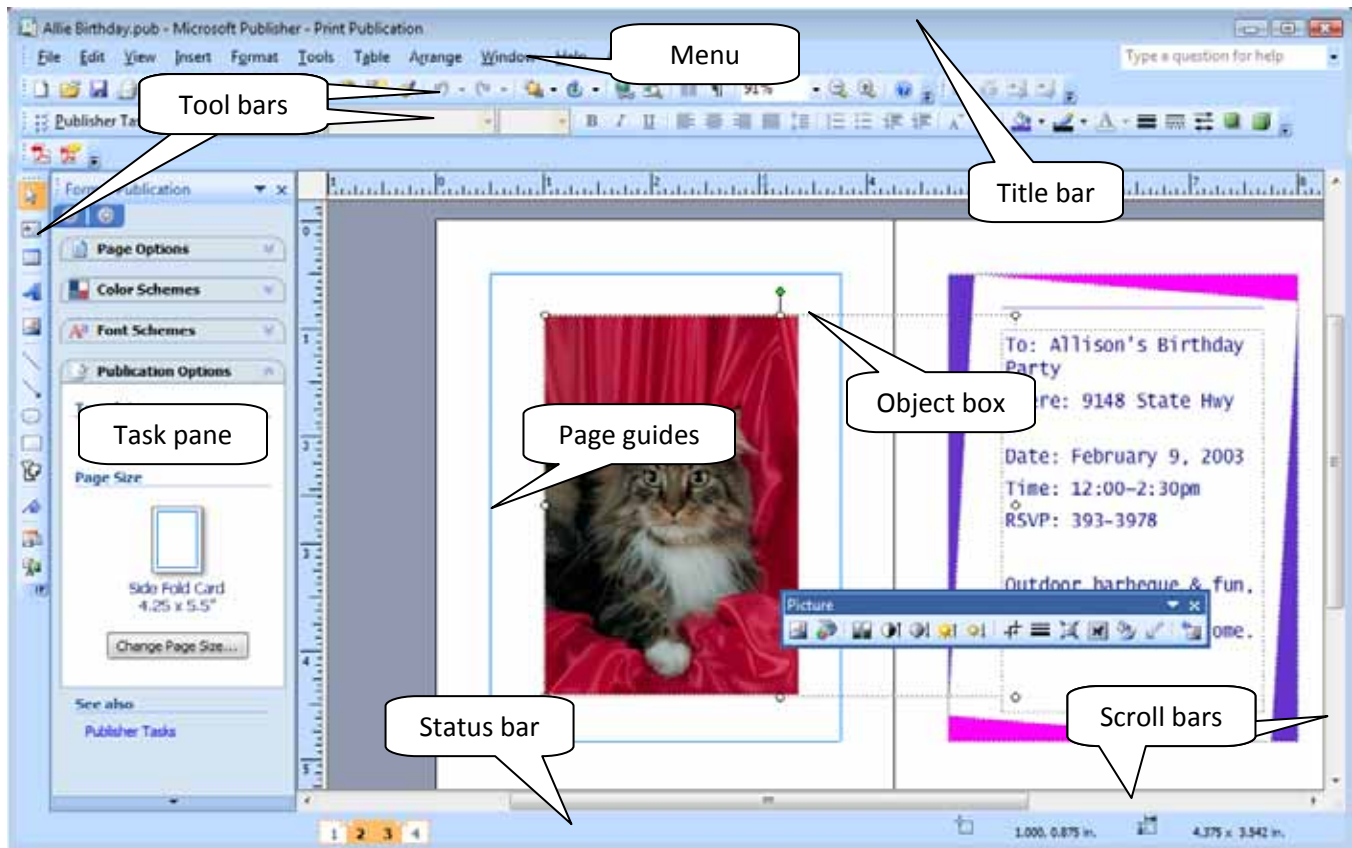 Allie Birthday.pub - Microsoft Publisher - Print Publication
File Edit View Insert Format Tools Table Arrange Window Help
Type a question for help
Menu
91%
Tool bars
Publisher
Title bar
Publication
Page Options
Color Schemes
Font Schemes
Publication Options
Task pane
Page Size
Side Fold Card
4.25 x 5.5"
Change Page Size...
See also
Publisher Tasks
Page guides
Object box
To: Allison's Birthday
Party
9148 State Hwy
Date: February 9, 2003
Time: 12:00-2:30pm
RSVP: 393-3978
Outdoor barbeque & fun,
Picture
Status bar
Scroll bars
1 2 3 4
1.000, 0.875 in.
4.375 x 3.542 in.